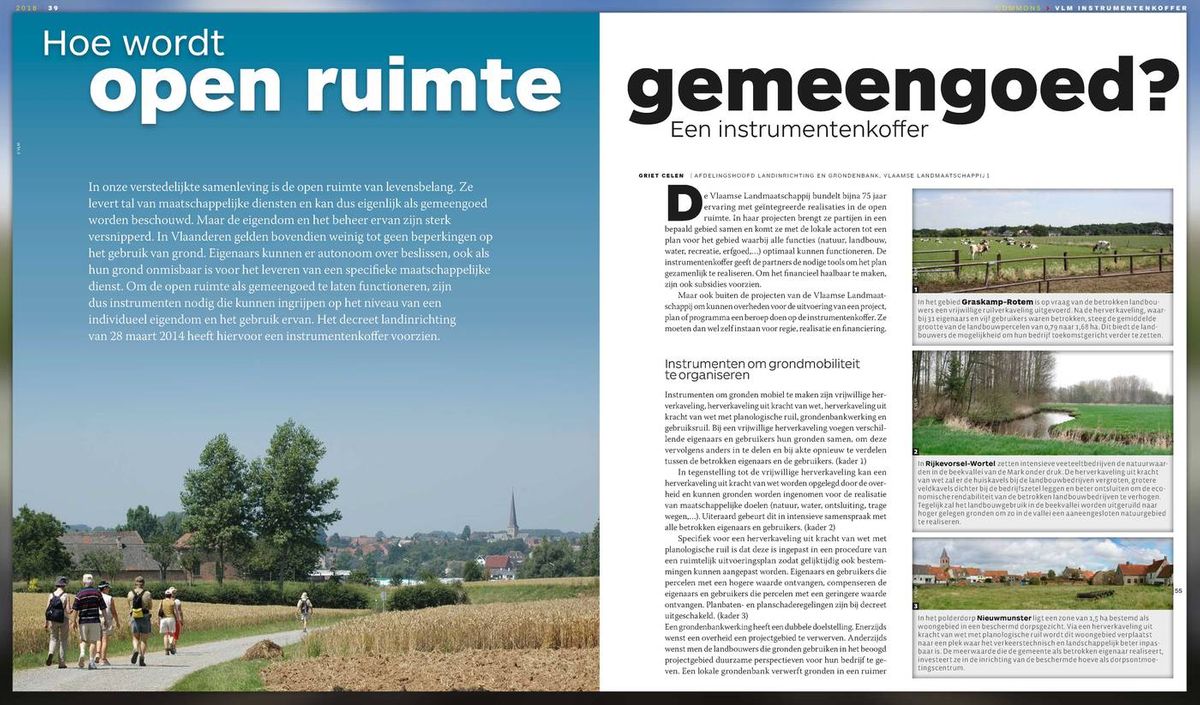 2018 39
COMMONS > VLM INSTRUMENTENKOFFER
Hoe wordt
open ruimte
gemeengoed?
Een instrumentenkoffer
In onze verstedelijkte samenleving is de open ruimte van levensbelang. Ze
levert tal van maatschappelijke diensten en kan dus eigenlijk als gemeengoed
worden beschouwd. Maar de eigendom en het beheer ervan zijn sterk
versnipperd. In Vlaanderen gelden bovendien weinig tot geen beperkingen op
het gebruik van grond. Eigenaars kunnen er autonoom over beslissen, ook als
hun grond onmisbaar is voor het leveren van een specifieke maatschappelijke
dienst. Om de open ruimte als gemeengoed te laten functioneren, zijn
dus instrumenten nodig die kunnen ingrijpen op het niveau van een
individueel eigendom en het gebruik ervan. Het decreet landinrichting
van 28 maart 2014 heeft hiervoor een instrumentenkoffer voorzien.
GRIET CELEN | AFDELINGSHOOFD LANDINRICHTING EN GRONDENBANK, VLAAMSE LANDMAATSCHAPPIJ 1
De Vlaamse Landmaatschappij bundelt bijna 75 jaar
ervaring met geïntegreerde realisaties in de open
ruimte. In haar projecten brengt ze partijen in een
bepaald gebied samen en komt ze met de lokale actoren tot een
plan voor het gebied waarbij alle functies (natuur, landbouw,
water, recreatie, erfgoed,...) optimaal kunnen functioneren. De
instrumentenkoffer geeft de partners de nodige tools om het plan
gezamenlijk te realiseren. Om het financieel haalbaar te maken,
zijn ook subsidies voorzien.
Maar ook buiten de projecten van de Vlaamse Landmaat-
schappij om kunnen overheden voor de uitvoering van een project,
plan of programma een beroep doen op de instrumentenkoffer. Ze
moeten dan wel zelf instaan voor regie, realisatie en financiering.
Instrumenten om grondmobiliteit
te organiseren
Instrumenten om gronden mobiel te maken zijn vrijwillige her-
verkaveling, herverkaveling uit kracht van wet, herverkaveling uit
kracht van wet met planologische ruil, grondenbankwerking en
gebruiksruil. Bij een vrijwillige herverkaveling voegen verschil-
lende eigenaars en gebruikers hun gronden samen, om deze
vervolgens anders in te delen en bij akte opnieuw te verdelen
tussen de betrokken eigenaars en de gebruikers. (kader 1)
In tegenstelling tot de vrijwillige herverkaveling kan een
herverkaveling uit kracht van wet worden opgelegd door de over-
heid en kunnen gronden worden ingenomen voor de realisatie
van maatschappelijke doelen (natuur, water, ontsluiting, trage
wegen,...). Uiteraard gebeurt dit in intensieve samenspraak met
alle betrokken eigenaars en gebruikers. (kader 2)
Specifiek voor een herverkaveling uit kracht van wet met
planologische ruil is dat deze is ingepast in een procedure van
een ruimtelijk uitvoeringsplan zodat gelijktijdig ook bestem-
mingen kunnen aangepast worden. Eigenaars en gebruikers die
percelen met een hogere waarde ontvangen, compenseren de
eigenaars en gebruikers die percelen met een geringe waarde
ontvangen. Planbaten- en planschaderegelingen zijn bij decreet
uitgeschakeld. (kader 3)
Een grondenbankwerking heeft een dubbele doelstelling. Enerzijds
wenst een overheid een projectgebied te verwerven. Anderzijds
wenst men de landbouwers die gronden gebruiken in het beoogd
projectgebied duurzame perspectieven voor hun bedrijf te ge-
ven. Een lokale grondenbank verwerft gronden in een ruimer
1
In het gebied Graskamp-Rotem is op vraag van de betrokken landbou-
wers een vrijwillige ruilverkaveling uitgevoerd. Na de herverkaveling, waar-
bij 31 eigenaars en vijf gebruikers waren betrokken, steeg de gemiddelde
grootte van de landbouwpercelen van 0,79 naar 1,68 ha. Dit biedt de land-
bouwers de mogelijkheid om hun bedrijf toekomstgericht verder te zetten.
2
In Rijkevorsel-Wortel zetten intensieve veeteeltbedrijven de natuurwaar-
den in de beekvallei van de Mark onder druk. De herverkaveling uit kracht
van wet zal er de huiskavels bij de landbouwbedrijven vergroten, grotere
veldkavels dichter bij de bedrijfszetel leggen en beter ontsluiten om de eco-
nomische rendabiliteit van de betrokken landbouwbedrijven te verhogen.
Tegelijk zal het landbouwgebruik in de beekvallei worden uitgeruild naar
hoger gelegen gronden om zo in de vallei een aaneengesloten natuurgebied
te realiseren.
3
In het polderdorp Nieuwmunster ligt een zone van 1,5 ha bestemd als
woongebied in een beschermd dorpsgezicht. Via een herverkaveling uit
kracht van wet met planologische ruil wordt dit woongebied verplaatst
naar een plek waar het verkeerstechnisch en landschappelijk beter inpas-
baar is. De meerwaarde die de gemeente als betrokken eigenaar realiseert,
investeert ze in de inrichting van de beschermde hoeve als dorpsontmoe-
tingscentrum.
55